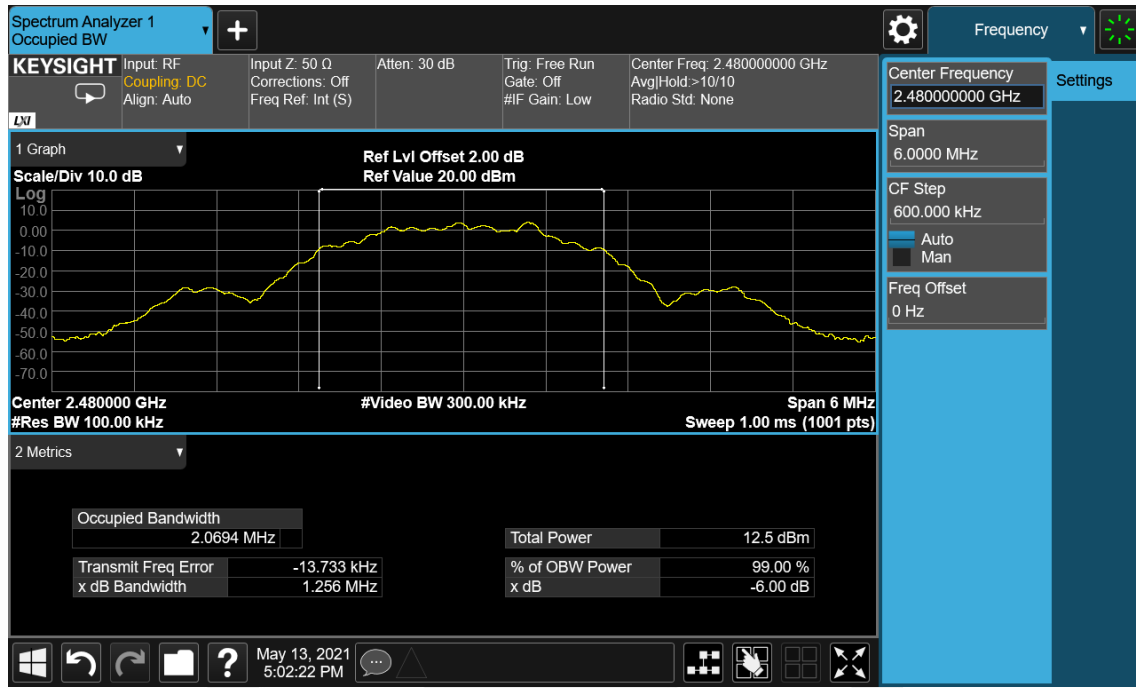 Spectrum Analyzer 1
Occupied BW
Frequency
KEYSIGHT
LXI
Input: RF
Coupling: DC
Align: Auto
Input Z: 50 Ω
Corrections: Off
Freq Ref: Int (S)
Atten: 30 dB
Trig: Free Run
Gate: Off
#IF Gain: Low
Center Freq: 2.480000000 GHz
Avg|Hold:>10/10
Radio Std: None
Center Frequency
2.480000000 GHz
Settings
Span
6.0000 MHz
CF Step
600.000 kHz
Auto
Man
Freq Offset
0 Hz
1 Graph
Scale/Div 10.0 dB
Ref Lvl Offset 2.00 dB
Ref Value 20.00 dBm
Log
10.0
0.00
-10.0
-20.0
-30.0
-40.0
-50.0
-60.0
-70.0
Center 2.480000 GHz
#Video BW 300.00 kHz
Span 6 MHz
#Res BW 100.00 kHz
Sweep 1.00 ms (1001 pts)
2 Metrics
Occupied Bandwidth
2.0694 MHz
Total Power 12.5 dBm
Transmit Freq Error -13.733 kHz
% of OBW Power 99.00 %
x dB Bandwidth 1.256 MHz
x dB -6.00 dB
?
May 13, 2021
5:02:22 PM